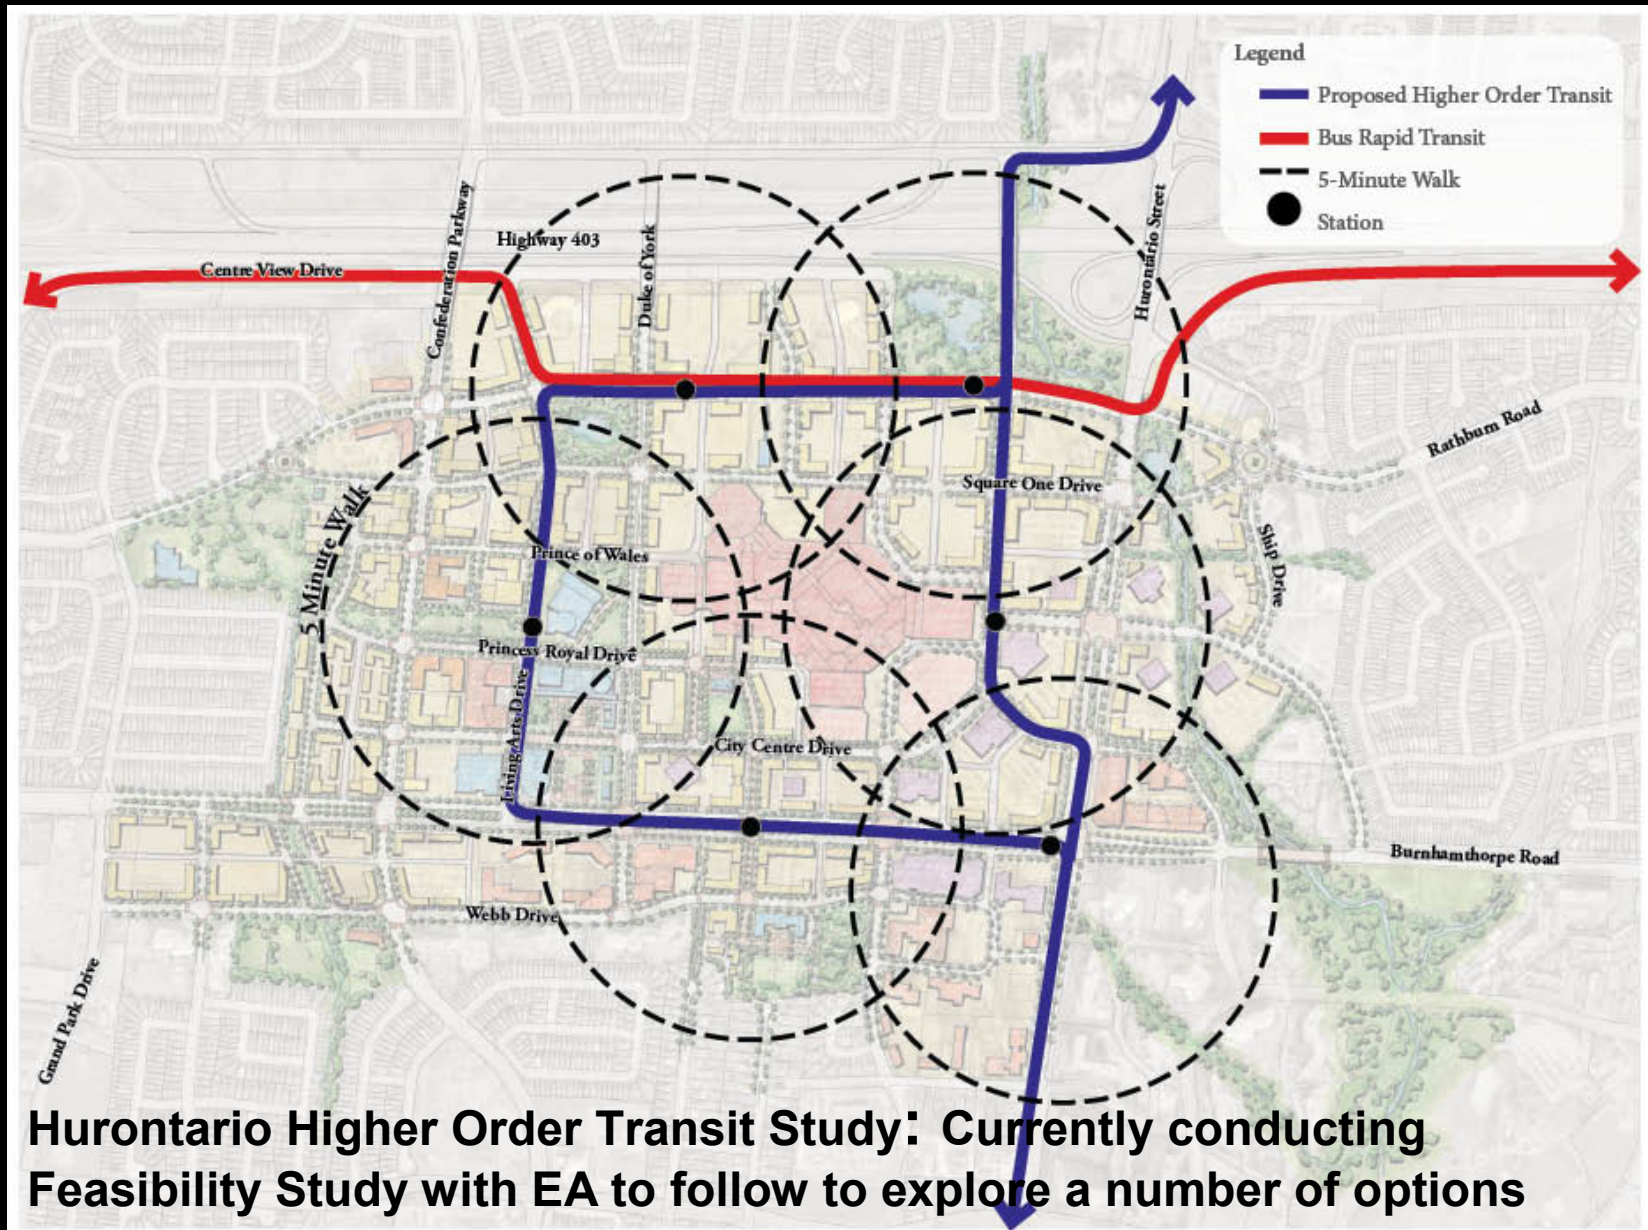 Legend
Proposed Higher Order Transit
Bus Rapid Transit
5-Minute Walk
Station
Confederation Parkway
Highway 403
Duke of York
Hurontario Street
Centre View Drive
Rathburn Road
Square One Drive
5 Minute Walk
Prince of Wales
Ship Drive
Princess Royal Drive
Living Arts Drive
City Centre Drive
Burnhamthorpe Road
Webb Drive
Grand Park Drive
Hurontario Higher Order Transit Study: Currently conducting
Feasibility Study with EA to follow to explore a number of options